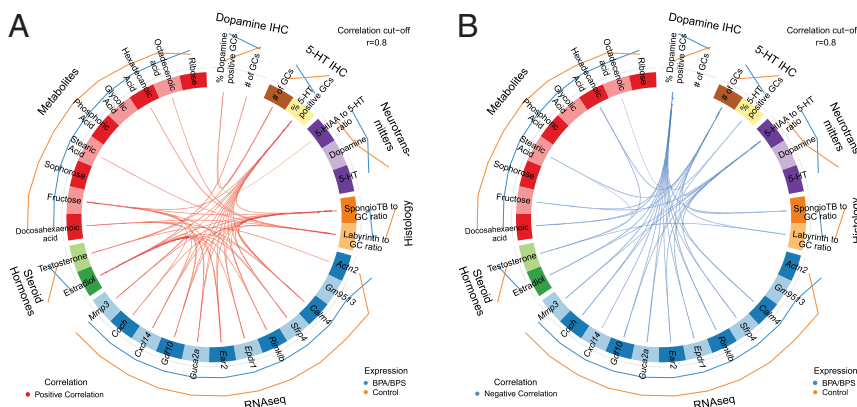 A
Dopamine IHC
Correlation cut-off
r=0.8
5-HT IHC
Neurotrans-
mitters
Histology
RNAseq
Steroid
Hormones
Metabolites
% Dopamine
positive GCs
# of GCs
# of GCs
% 5-HT
positive GCs
5-HIAA to 5-HT
ratio
Dopamine
5-HT
SpongioTB to
GC ratio
Labyrinth to
GC ratio
Actn2
Gm9513
Calm4
Sfrp4
Rimklb
Epdr1
Ear2
Guca2a
Gdf10
Cxcl14
Cdch
Mmp3
Estradiol
Testosterone
Docosahexaenoic
acid
Fructose
Sophorose
Stearic
Acid
Phosphoric
Acid
Glycolic
Acid
Hexadecanoic
Acid
Octadecenoic
acid
Ribose
Correlation
Positive Correlation
Expression
BPA/BPS
Control
B
Dopamine IHC
Correlation cut-off
r=0.8
5-HT IHC
Neurotrans-
mitters
Histology
RNAseq
Steroid
Hormones
Metabolites
% Dopamine
positive GCs
# of GCs
# of GCs
% 5-HT
positive GCs
5-HIAA to 5-HT
ratio
Dopamine
5-HT
SpongioTB to
GC ratio
Labyrinth to
GC ratio
Actn2
Gm9513
Calm4
Sfrp4
Rimklb
Epdr1
Ear2
Guca2a
Gdf10
Cxcl14
Cdch
Mmp3
Estradiol
Testosterone
Docosahexaenoic
acid
Fructose
Sophorose
Stearic
Acid
Phosphoric
Acid
Glycolic
Acid
Hexadecanoic
Acid
Octadecenoic
acid
Ribose
Correlation
Negative Correlation
Expression
BPA/BPS
Control